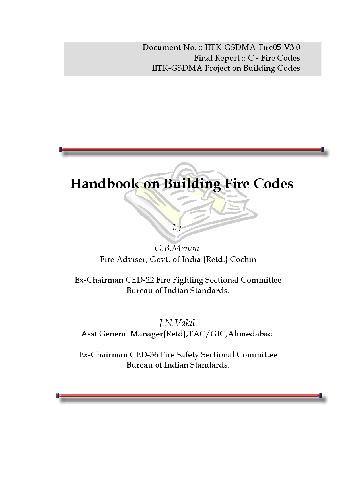 Document No. :: IITK-GSDMA-Fire05-V3.0
Final Report :: C - Fire Codes
IITK-GSDMA Project on Building Codes
Handbook on Building Fire Codes
by
G.B.Menon
Fire Adviser, Govt. of India (Retd.) Cochin
Ex-Chairman CED-22 Fire Fighting Sectional Committee
Bureau of Indian Standards.
J.N.Vakil
Asst General Manager(Retd),TAC/GIC,Ahmedabad
Ex-Chairman CED-36 Fire Safety Sectional Committee
Bureau of Indian Standards.